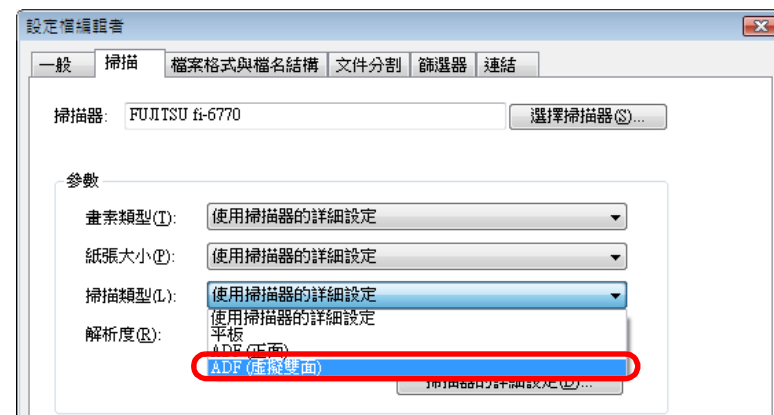 設定檔編輯者
一般 掃描 檔案格式與檔名結構 文件分割 篩選器 連結
掃描器: FUJITSU fi-6770 選擇掃描器(S)...
參數
畫素類型(T): 使用掃描器的詳細設定
紙張大小(P): 使用掃描器的詳細設定
掃描類型(L): 使用掃描器的詳細設定
使用掃描器的詳細設定
解析度(R): 平板
ADF (正面)
ADF (虛擬雙面)
掃描器的詳細設定(D)...